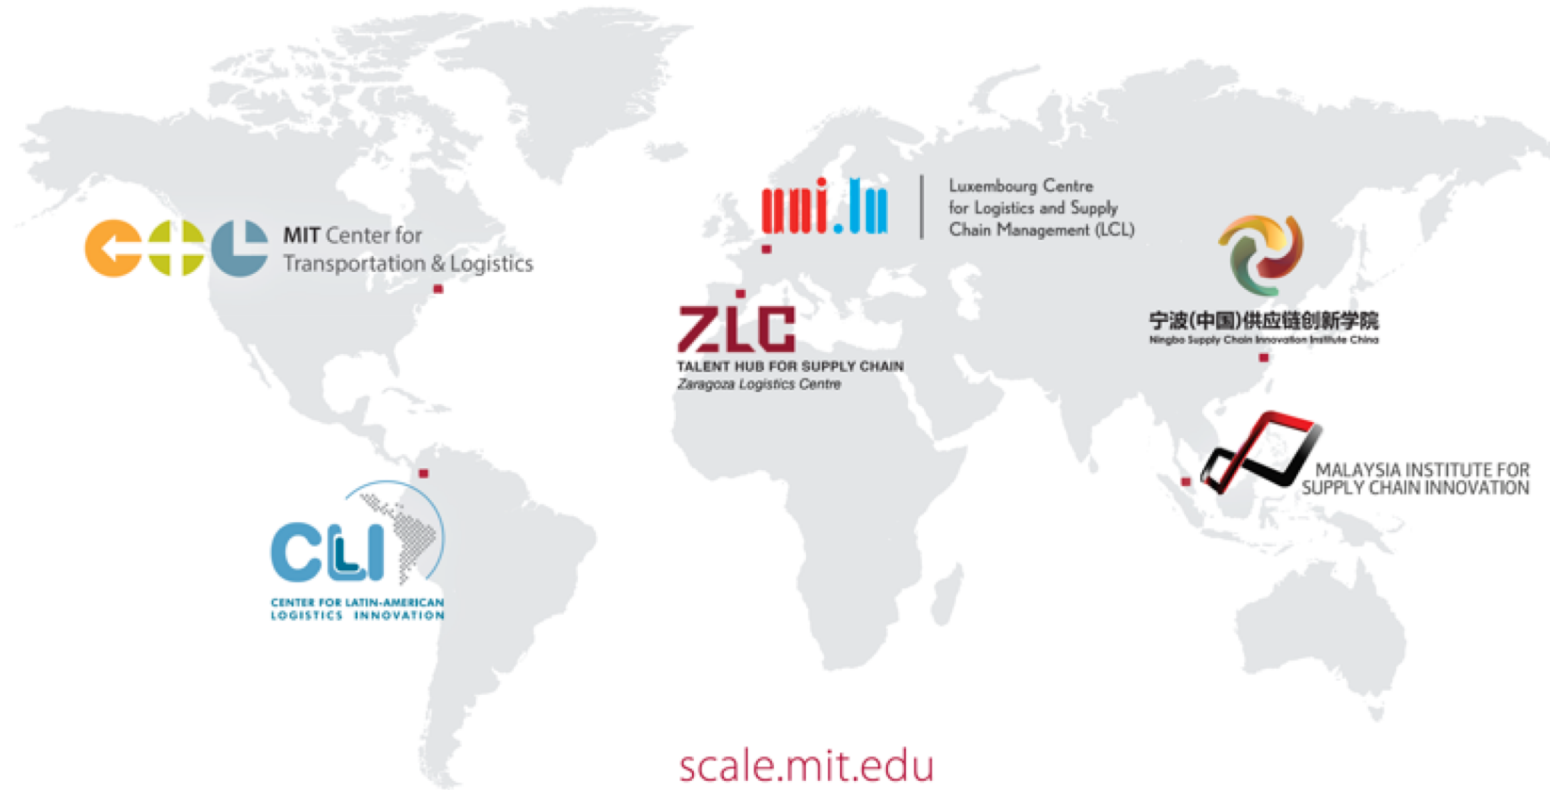 uni.lu
Luxembourg Centre
for Logistics and Supply
Chain Management (LCL)
MIT Center for
Transportation & Logistics
ZLC
TALENT HUB FOR SUPPLY CHAIN
Zaragoza Logistics Centre
宁波(中国)供应链创新学院
Ningbo Supply Chain Innovation Institute China
MALAYSIA INSTITUTE FOR
SUPPLY CHAIN INNOVATION
CLI
CENTER FOR LATIN-AMERICAN
LOGISTICS INNOVATION
scale.mit.edu